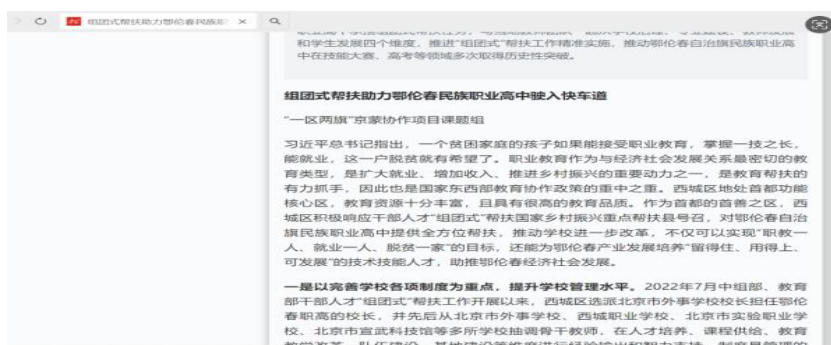 组团式帮扶助力鄂伦春民族职
和学生发展四个维度，推进“组团式”帮扶工作精准实施，推动鄂伦春自治旗民族职业高
中在技能大赛、高考等领域多次取得历史性突破。
组团式帮扶助力鄂伦春民族职业高中驶入快车道
“一区两旗”京蒙协作项目课题组
习近平总书记指出，一个贫困家庭的孩子如果能接受职业教育，掌握一技之长，
能就业，这一户脱贫就有希望了。职业教育作为与经济社会发展关系最密切的教
育类型，是扩大就业、增加收入、推进乡村振兴的重要动力之一，是教育帮扶的
有力抓手，因此也是国家东西部教育协作政策的重中之重。西城区地处首都功能
核心区，教育资源十分丰富，且具有很高的教育品质。作为首都的首善之区，西
城区积极响应干部人才“组团式”帮扶国家乡村振兴重点帮扶县号召，对鄂伦春自治
旗民族职业高中提供全方位帮扶，推动学校进一步改革，不仅可以实现“职教一
人、就业一人、脱贫一家”的目标，还能为鄂伦春产业发展培养“留得住、用得上、
可发展”的技术技能人才，助推鄂伦春经济社会发展。
一是以完善学校各项制度为重点，提升学校管理水平。2022年7月中组部、教育
部干部人才“组团式”帮扶工作开展以来，西城区选派北京市外事学校校长担任鄂伦
春职高的校长，并先后从北京市外事学校、西城职业学校、北京市实验职业学
校、北京市宣武科技馆等多所学校抽调骨干教师，在人才培养、课程供给、教育